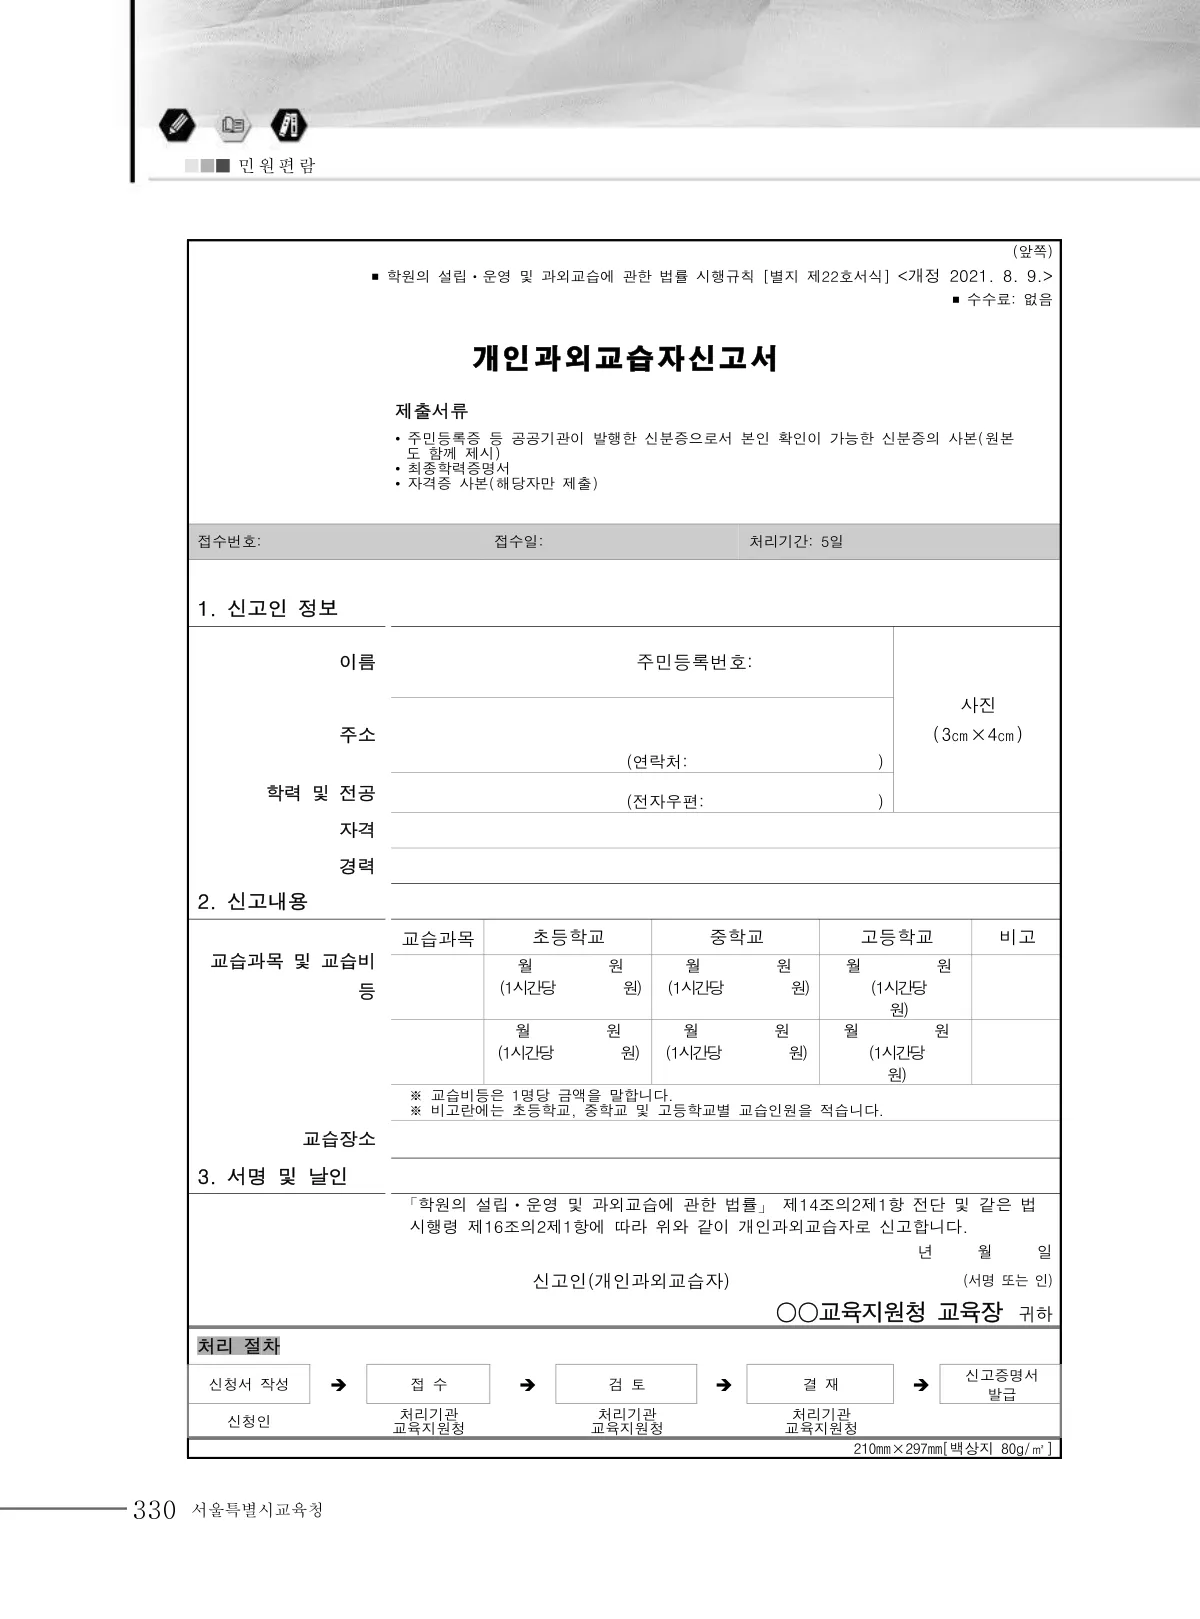 민원편람
(앞쪽)
■ 학원의 설립·운영 및 과외교습에 관한 법률 시행규칙 [별지 제22호서식] <개정 2021. 8. 9.>
■ 수수료: 없음
개인과외교습자신고서
제출서류
• 주민등록증 등 공공기관이 발행한 신분증으로서 본인 확인이 가능한 신분증의 사본(원본
도 함께 제시)
• 최종학력증명서
• 자격증 사본(해당자만 제출)
접수번호: 접수일: 처리기간: 5일
1. 신고인 정보
이름 주민등록번호:
사진
(3㎝×4㎝)
주소
(연락처: )
학력 및 전공 (전자우편: )
자격
경력
2. 신고내용
교습과목 및 교습비
등
교습과목 초등학교 중학교 고등학교 비고
월 원 월 원 월 원
(1시간당 원) (1시간당 원) (1시간당
원)
월 원 월 원 월 원
(1시간당 원) (1시간당 원) (1시간당
원)
※ 교습비등은 1명당 금액을 말합니다.
※ 비고란에는 초등학교, 중학교 및 고등학교별 교습인원을 적습니다.
교습장소
3. 서명 및 날인
「학원의 설립·운영 및 과외교습에 관한 법률」 제14조의2제1항 전단 및 같은 법
시행령 제16조의2제1항에 따라 위와 같이 개인과외교습자로 신고합니다.
년 월 일
신고인(개인과외교습자) (서명 또는 인)
○○교육지원청 교육장 귀하
처리 절차
신청서 작성 ➔ 접 수 ➔ 검 토 ➔ 결 재 ➔ 신고증명서
발급
신청인 처리기관 처리기관 처리기관
교육지원청 교육지원청 교육지원청
210㎜×297㎜[백상지 80g/㎡]
330 서울특별시교육청